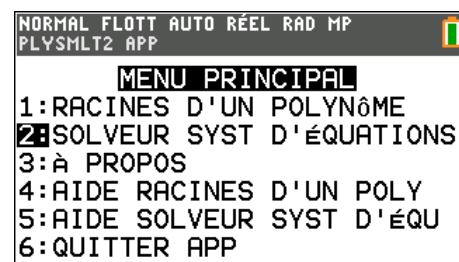 NORMAL FLOTT AUTO RÉEL RAD MP
PLYSMLT2 APP
MENU PRINCIPAL
1:RACINES D'UN POLYNôME
2:SOLVEUR SYST D'éQUATIONS
3:à PROPOS
4:AIDE RACINES D'UN POLY
5:AIDE SOLVEUR SYST D'éQU
6:QUITTER APP